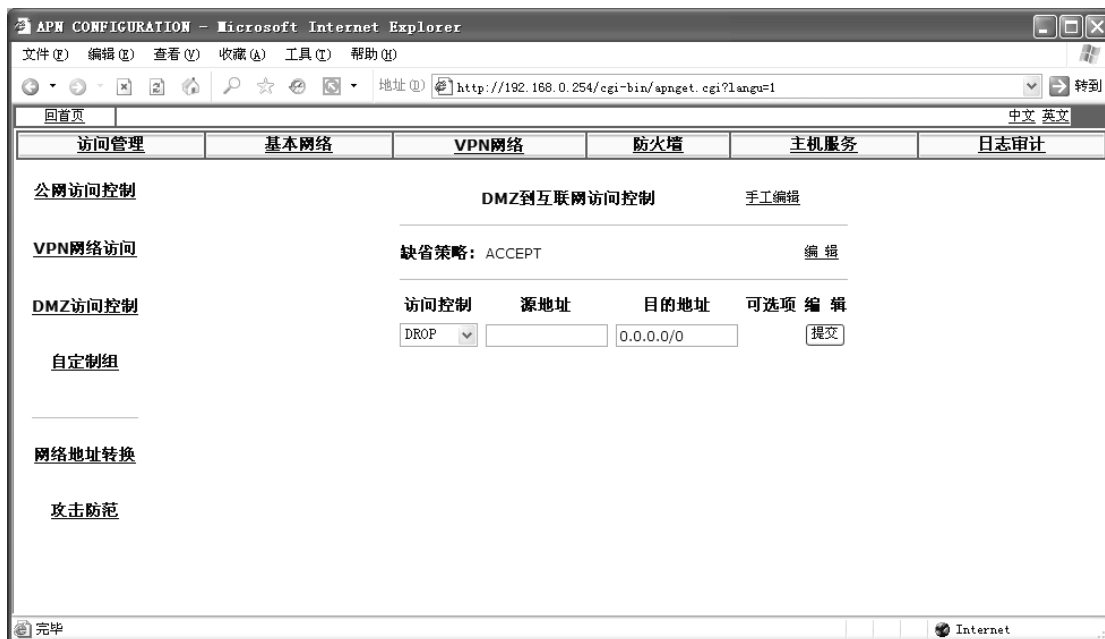 APN CONFIGURATION - Microsoft Internet Explorer
文件(F) 编辑(E) 查看(V) 收藏(A) 工具(T) 帮助(H)
地址(D) http://192.168.0.254/cgi-bin/apnget.cgi?langu=1 转到
回首页 中文 英文
访问管理 基本网络 VPN网络 防火墙 主机服务 日志审计
公网访问控制
DMZ到互联网访问控制 手工编辑
VPN网络访问
缺省策略: ACCEPT 编 辑
DMZ访问控制
访问控制 源地址 目的地址 可选项 编 辑
DROP 0.0.0.0/0 提交
自定制组
网络地址转换
攻击防范
完毕 Internet